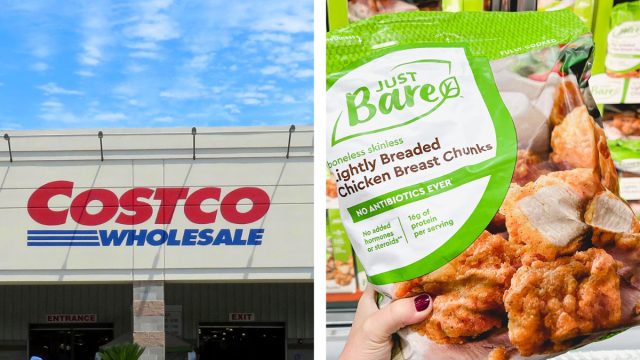 COSTCO
WHOLESALE
ENTRANCE
EXIT
FULLY COOKED
JUST
Bare
boneless skinless
Lightly Breaded
Chicken Breast Chunks
NO ANTIBIOTICS EVER
No added
hormones
or steroids**
16g of
protein
per serving